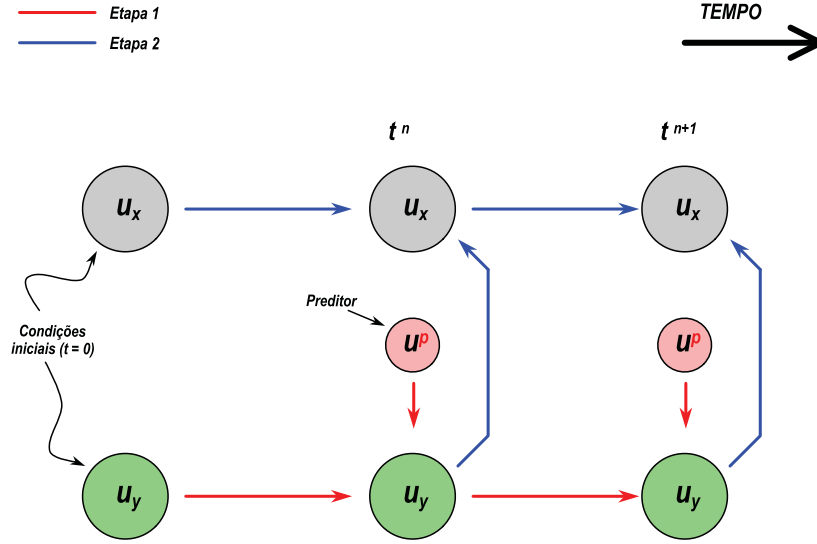 Etapa 1
Etapa 2
TEMPO
t n
t n+1
ux
ux
ux
Preditor
Condições
iniciais (t = 0)
up
up
uy
uy
uy